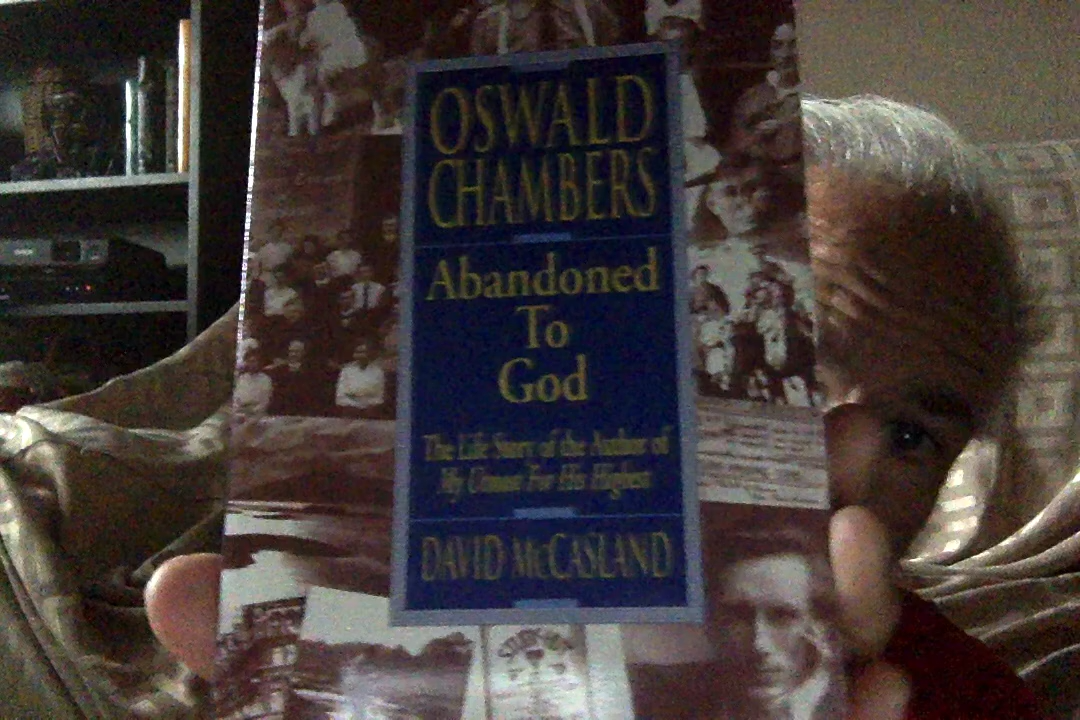 OSWALD
CHAMBERS
Abandoned
To
God
The Life Story of the Author of
My Utmost For His Highest
DAVID McCASLAND